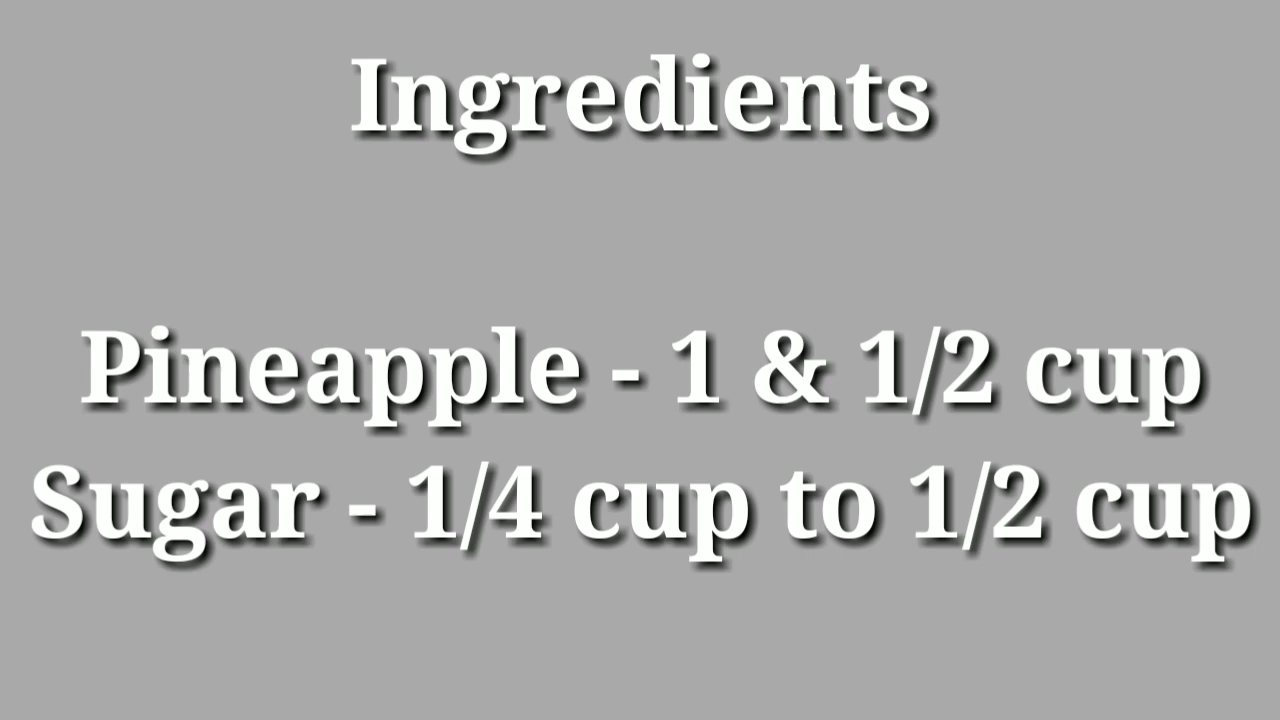 Ingredients
Pineapple - 1 & 1/2 cup
Sugar - 1/4 cup to 1/2 cup